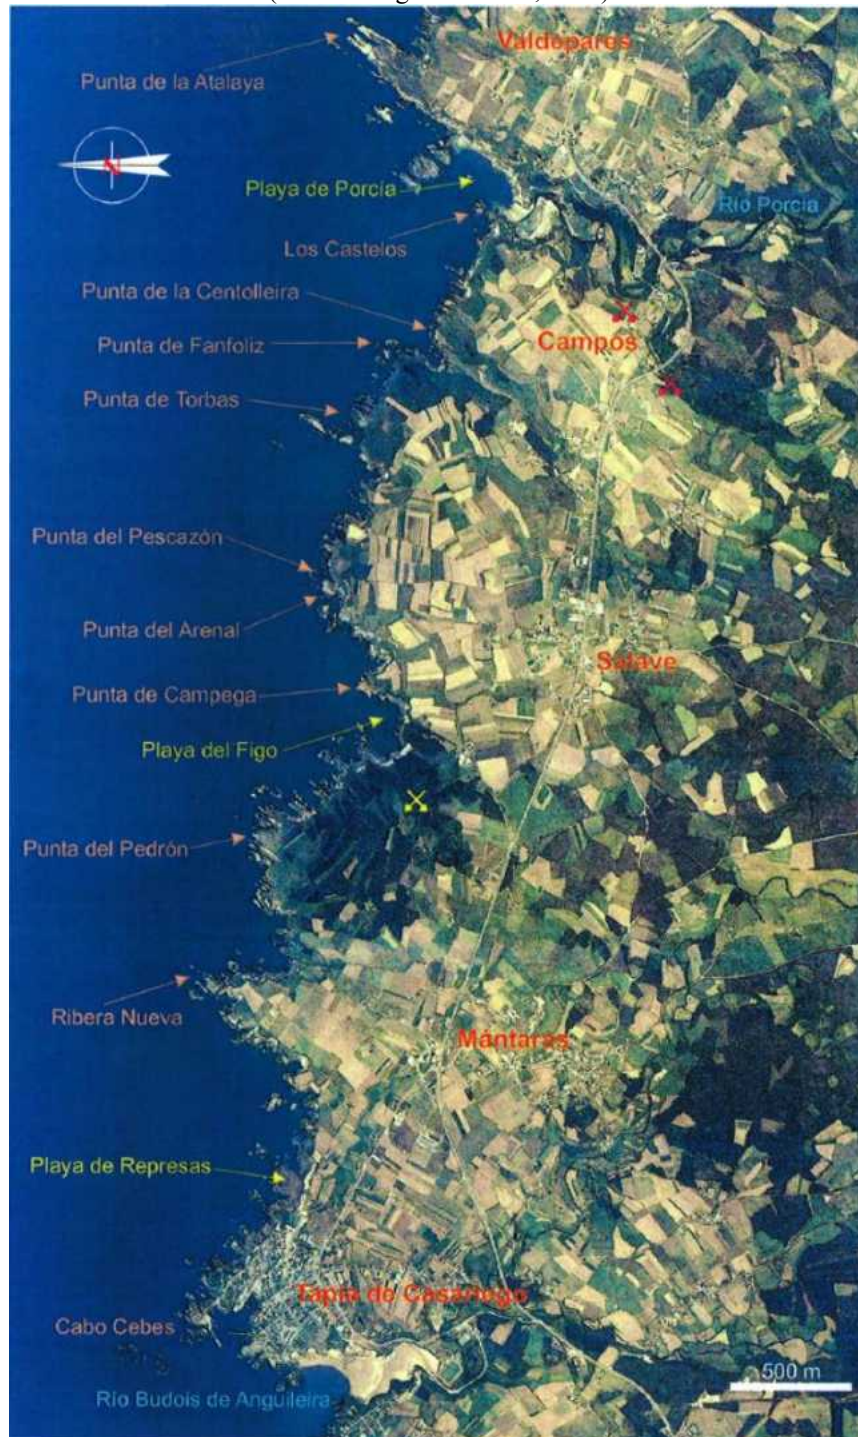 Valdepares
Punta de la Atalaya
N
Playa de Porcía
Río Porcía
Los Castelos
Punta de la Centolleira
Campos
Punta de Fanfoliz
Punta de Torbas
Punta del Pescazón
Punta del Arenal
Salave
Punta de Campega
Playa del Figo
Punta del Pedrón
Ribera Nueva
Mántaras
Playa de Represas
Tapia de Casariego
Cabo Cebes
500 m
Río Budois de Anguileira